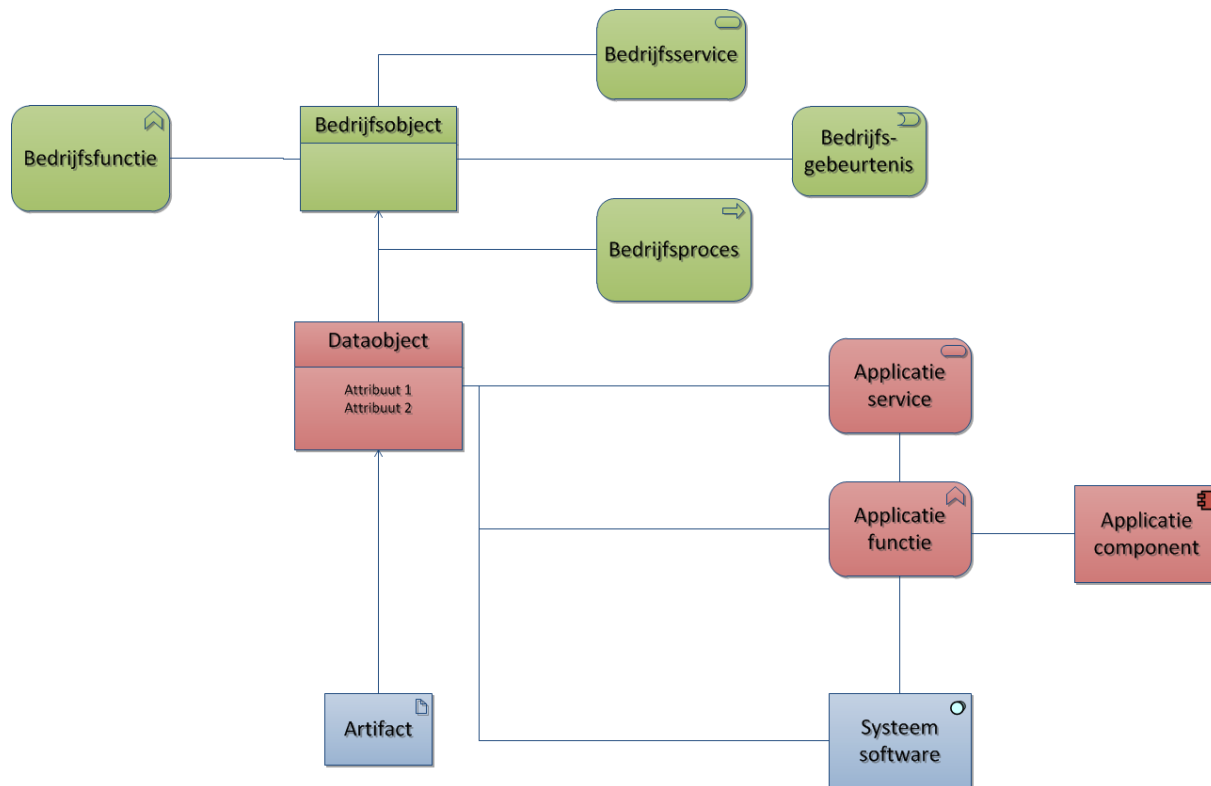 Bedrijfsservice
Bedrijfsobject
Bedrijfs-
gebeurtenis
Bedrijfsfunctie
Bedrijfsproces
Dataobject
Attribuut 1
Attribuut 2
Applicatie
service
Applicatie
functie
Applicatie
component
Artifact
Systeem
software